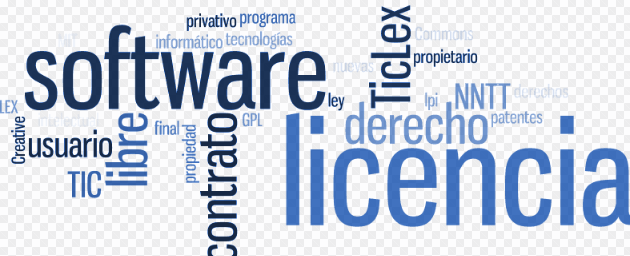 privativo programa
informático tecnologías
software
TicLex
Commons
propietario
nuevas
ley
lpi
NNTT
derechos
LEX
Creative
usuario
libre
final
propiedad
contrato
GPL
derecho
patentes
TIC
licencia